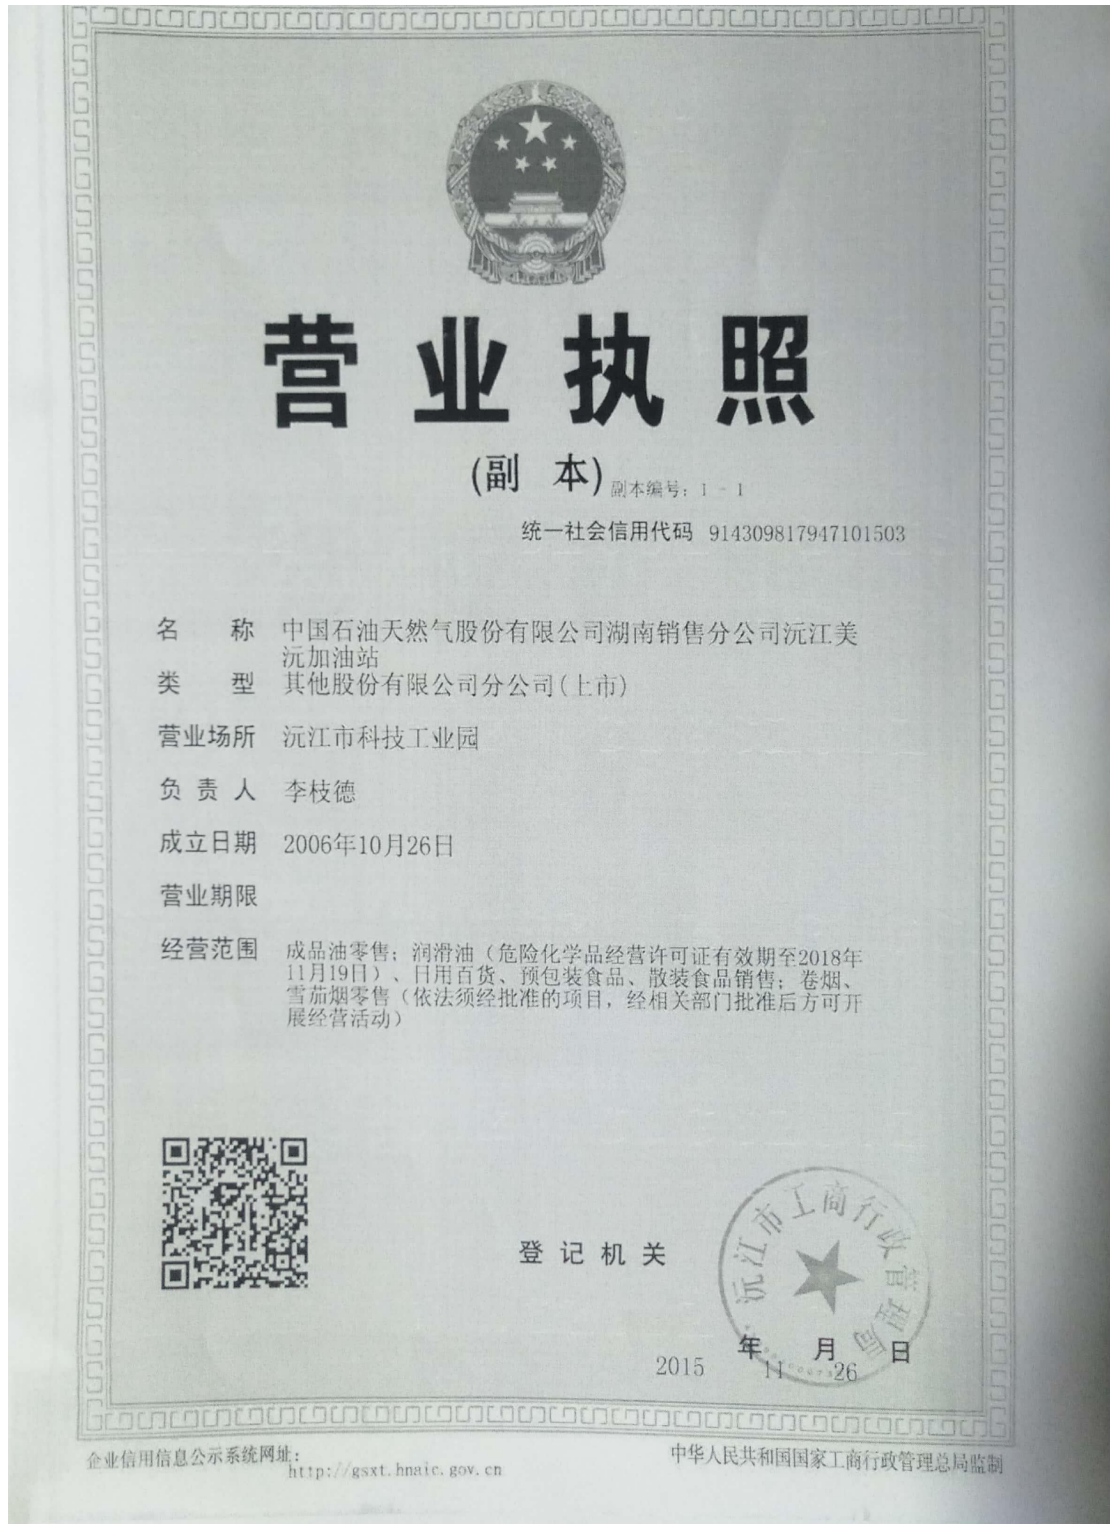 营业执照
(副 本) 副本编号：1 - 1
统一社会信用代码 914309817947101503
名 称 中国石油天然气股份有限公司湖南销售分公司沅江美
沅加油站
类 型 其他股份有限公司分公司(上市)
营业场所 沅江市科技工业园
负 责 人 李枝德
成立日期 2006年10月26日
营业期限
经营范围 成品油零售；润滑油（危险化学品经营许可证有效期至2018年
11月19日）、日用百货、预包装食品、散装食品销售；卷烟、
雪茄烟零售（依法须经批准的项目，经相关部门批准后方可开
展经营活动）
登 记 机 关
沅江市工商行政管理局
2015 年 11 月 26 日
企业信用信息公示系统网址：
http://gsxt.hnaic.gov.cn
中华人民共和国国家工商行政管理总局监制